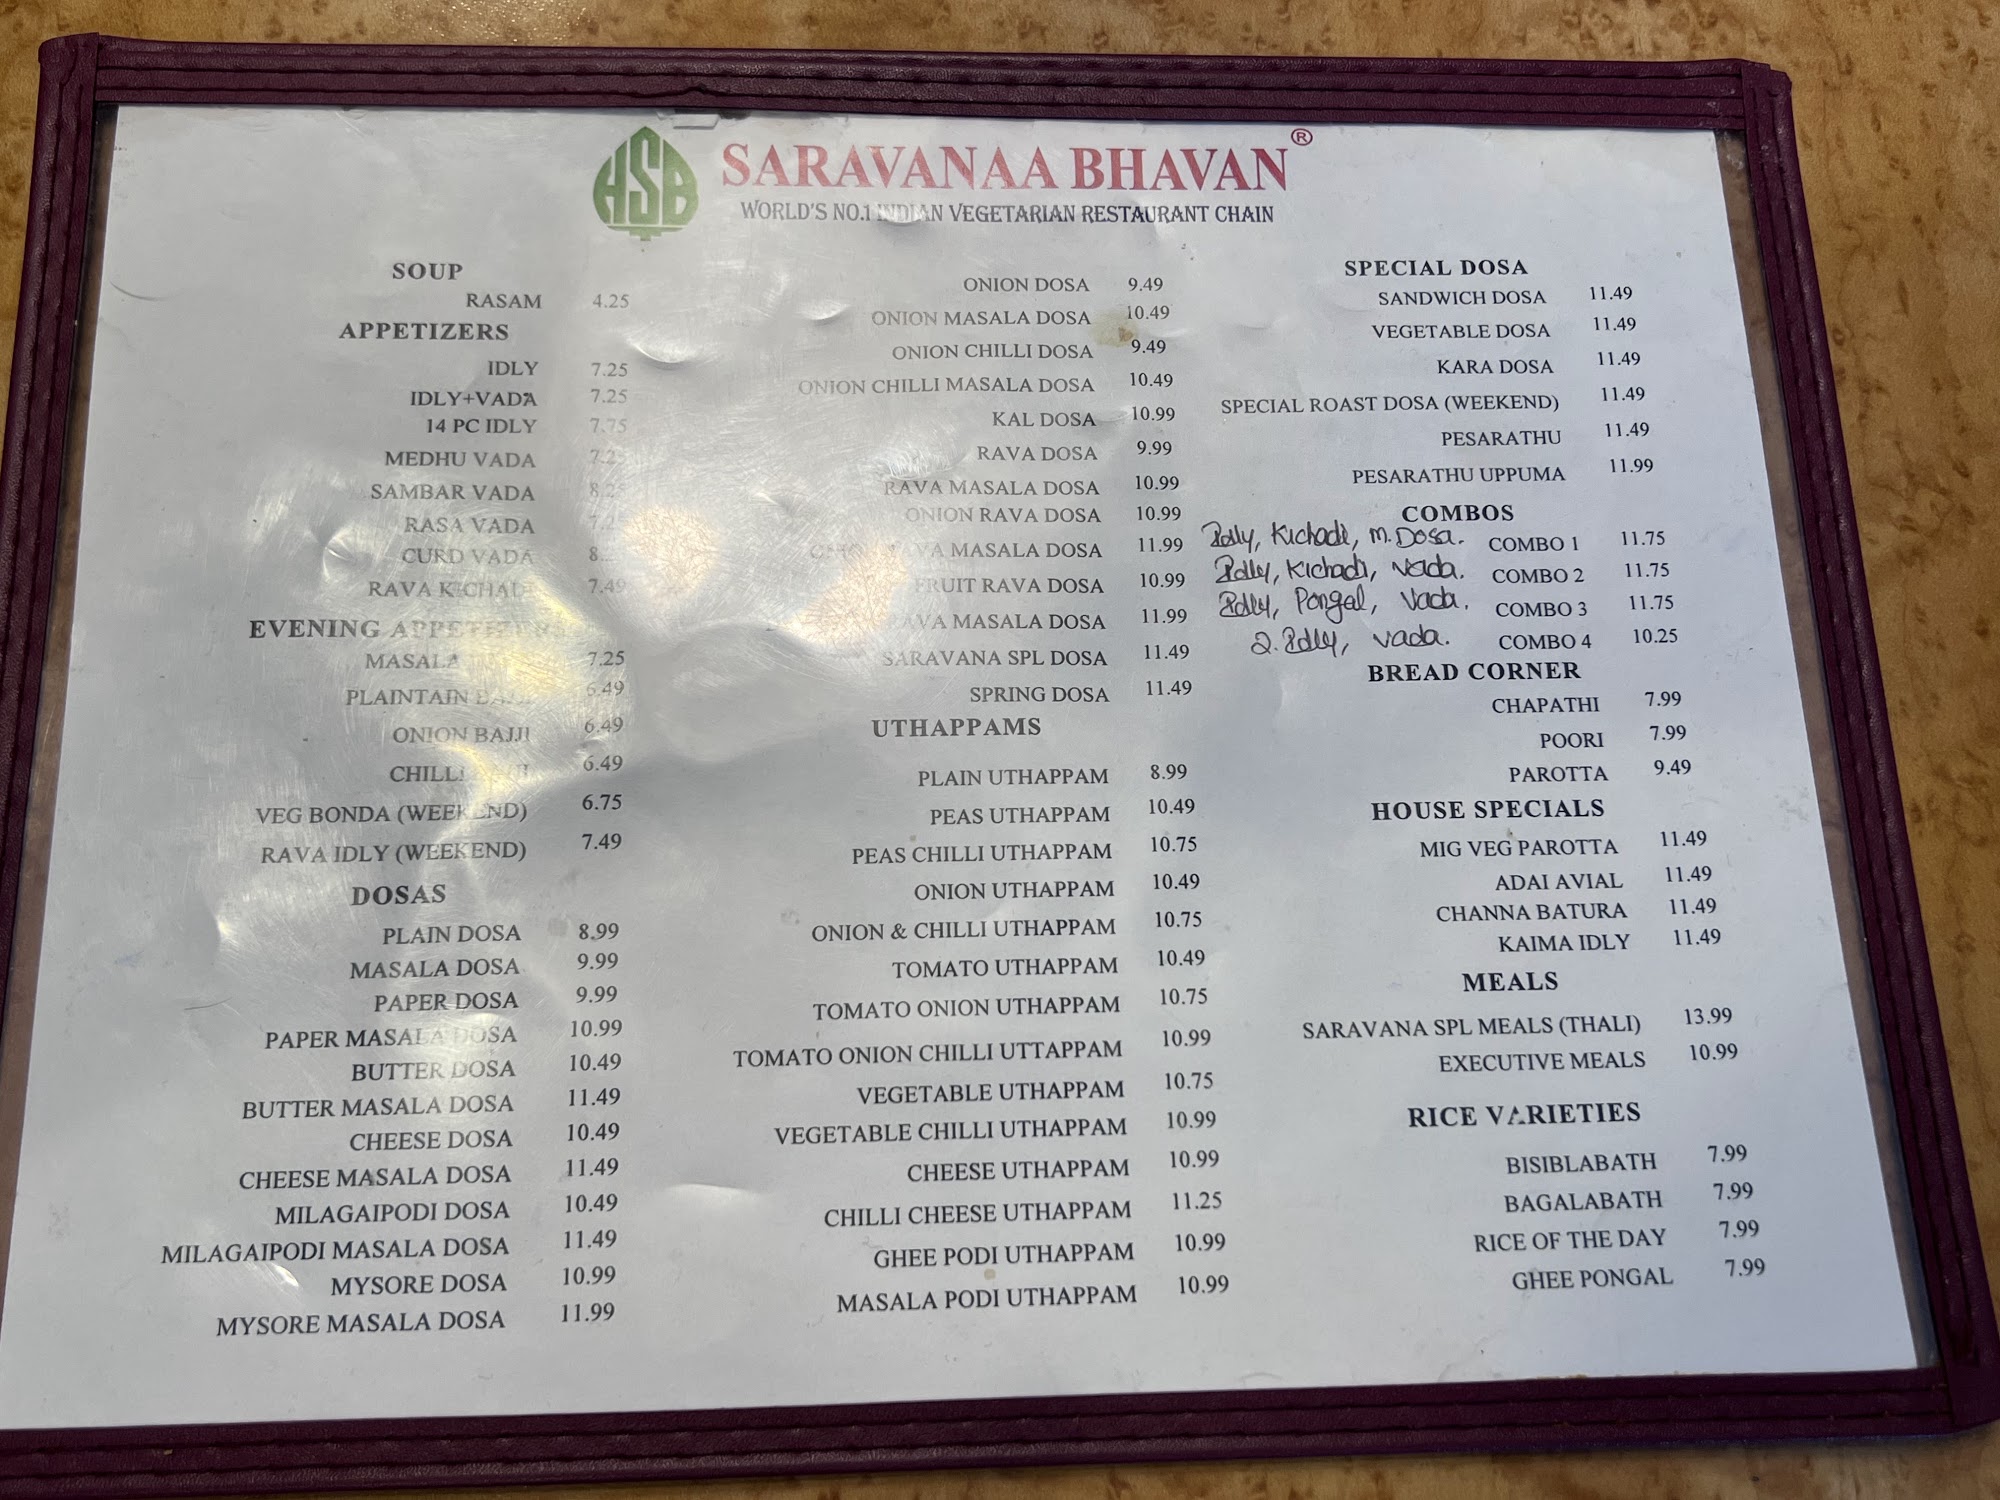 HSB
SARAVANAA BHAVAN®
WORLD'S NO.1 INDIAN VEGETARIAN RESTAURANT CHAIN
SOUP
RASAM 4.25
APPETIZERS
IDLY 7.25
IDLY+VADA 7.25
14 PC IDLY 7.75
MEDHU VADA 7.25
SAMBAR VADA 8.25
RASA VADA
CURD VADA
RAVA KICHADI 7.49
EVENING APPETIZERS
MASALA 7.25
PLAINTAIN 6.49
ONION BAJJI 6.49
CHILLI 6.49
VEG BONDA (WEEKEND) 6.75
RAVA IDLY (WEEKEND) 7.49
DOSAS
PLAIN DOSA 8.99
MASALA DOSA 9.99
PAPER DOSA 9.99
PAPER MASALA DOSA 10.99
BUTTER DOSA 10.49
BUTTER MASALA DOSA 11.49
CHEESE DOSA 10.49
CHEESE MASALA DOSA 11.49
MILAGAIPODI DOSA 10.49
MILAGAIPODI MASALA DOSA 11.49
MYSORE DOSA 10.99
MYSORE MASALA DOSA 11.99
ONION DOSA 9.49
ONION MASALA DOSA 10.49
ONION CHILLI DOSA 9.49
ONION CHILLI MASALA DOSA 10.49
KAL DOSA 10.99
RAVA DOSA 9.99
RAVA MASALA DOSA 10.99
ONION RAVA DOSA 10.99
ONION RAVA MASALA DOSA 11.99
FRUIT RAVA DOSA 10.99
RAVA MASALA DOSA 11.99
SARAVANA SPL DOSA 11.49
SPRING DOSA 11.49
UTHAPPAMS
PLAIN UTHAPPAM 8.99
PEAS UTHAPPAM 10.49
PEAS CHILLI UTHAPPAM 10.75
ONION UTHAPPAM 10.49
ONION & CHILLI UTHAPPAM 10.75
TOMATO UTHAPPAM 10.49
TOMATO ONION UTHAPPAM 10.75
TOMATO ONION CHILLI UTTAPPAM 10.99
VEGETABLE UTHAPPAM 10.75
VEGETABLE CHILLI UTHAPPAM 10.99
CHEESE UTHAPPAM 10.99
CHILLI CHEESE UTHAPPAM 11.25
GHEE PODI UTHAPPAM 10.99
MASALA PODI UTHAPPAM 10.99
SPECIAL DOSA
SANDWICH DOSA 11.49
VEGETABLE DOSA 11.49
KARA DOSA 11.49
SPECIAL ROAST DOSA (WEEKEND) 11.49
PESARATHU 11.49
PESARATHU UPPUMA 11.99
COMBOS
Idly, Kichadi, M.Dosa. COMBO 1 11.75
Idly, Kichadi, Vada. COMBO 2 11.75
Idly, Pongal, Vada. COMBO 3 11.75
2. Idly, vada. COMBO 4 10.25
BREAD CORNER
CHAPATHI 7.99
POORI 7.99
PAROTTA 9.49
HOUSE SPECIALS
MIG VEG PAROTTA 11.49
ADAI AVIAL 11.49
CHANNA BATURA 11.49
KAIMA IDLY 11.49
MEALS
SARAVANA SPL MEALS (THALI) 13.99
EXECUTIVE MEALS 10.99
RICE VARIETIES
BISIBLABATH 7.99
BAGALABATH 7.99
RICE OF THE DAY 7.99
GHEE PONGAL 7.99